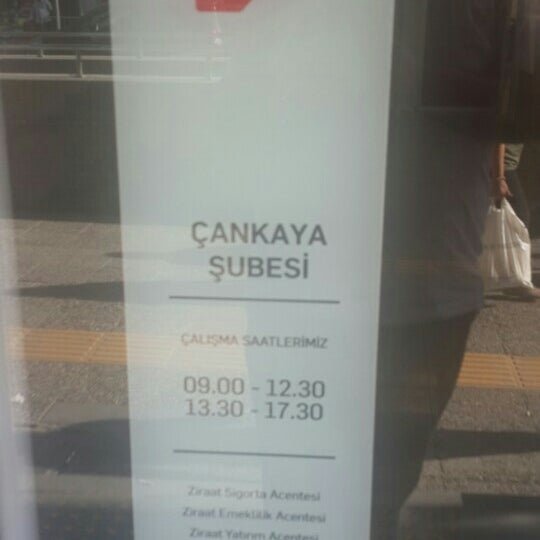 ÇANKAYA
ŞUBESİ
ÇALIŞMA SAATLERİMİZ
09.00 - 12.30
13.30 - 17.30
Ziraat Sigorta Acentesi
Ziraat Emeklilik Acentesi
Ziraat Yatırım Acentesi